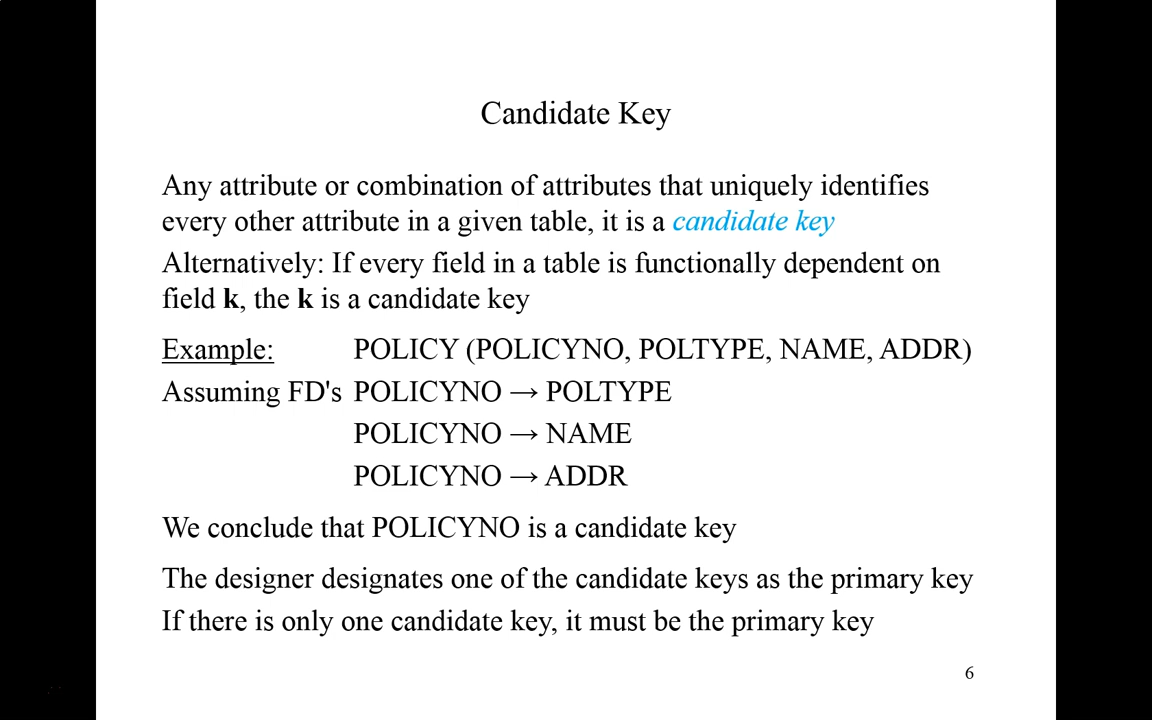 Candidate Key
Any attribute or combination of attributes that uniquely identifies
every other attribute in a given table, it is a candidate key
Alternatively: If every field in a table is functionally dependent on
field k, the k is a candidate key
Example: POLICY (POLICYNO, POLTYPE, NAME, ADDR)
Assuming FD's POLICYNO → POLTYPE
POLICYNO → NAME
POLICYNO → ADDR
We conclude that POLICYNO is a candidate key
The designer designates one of the candidate keys as the primary key
If there is only one candidate key, it must be the primary key
6